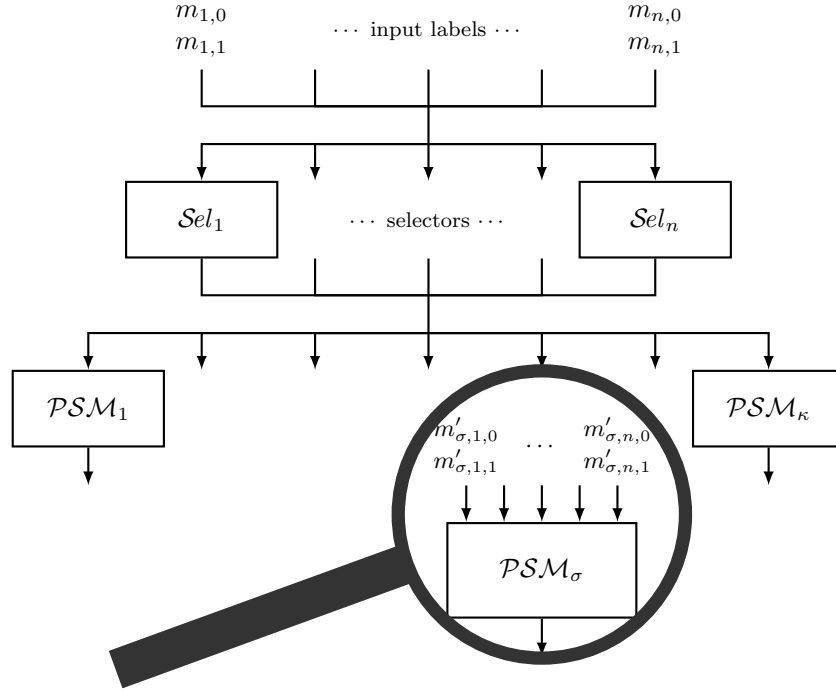 m_{1,0} ··· input labels ··· m_{n,0}
m_{1,1} m_{n,1}
𝒮el_1 ··· selectors ··· 𝒮el_n
𝒫𝒮ℳ_1 𝒫𝒮ℳ_κ
m′_{σ,1,0} ··· m′_{σ,n,0}
m′_{σ,1,1} m′_{σ,n,1}
𝒫𝒮ℳ_σ